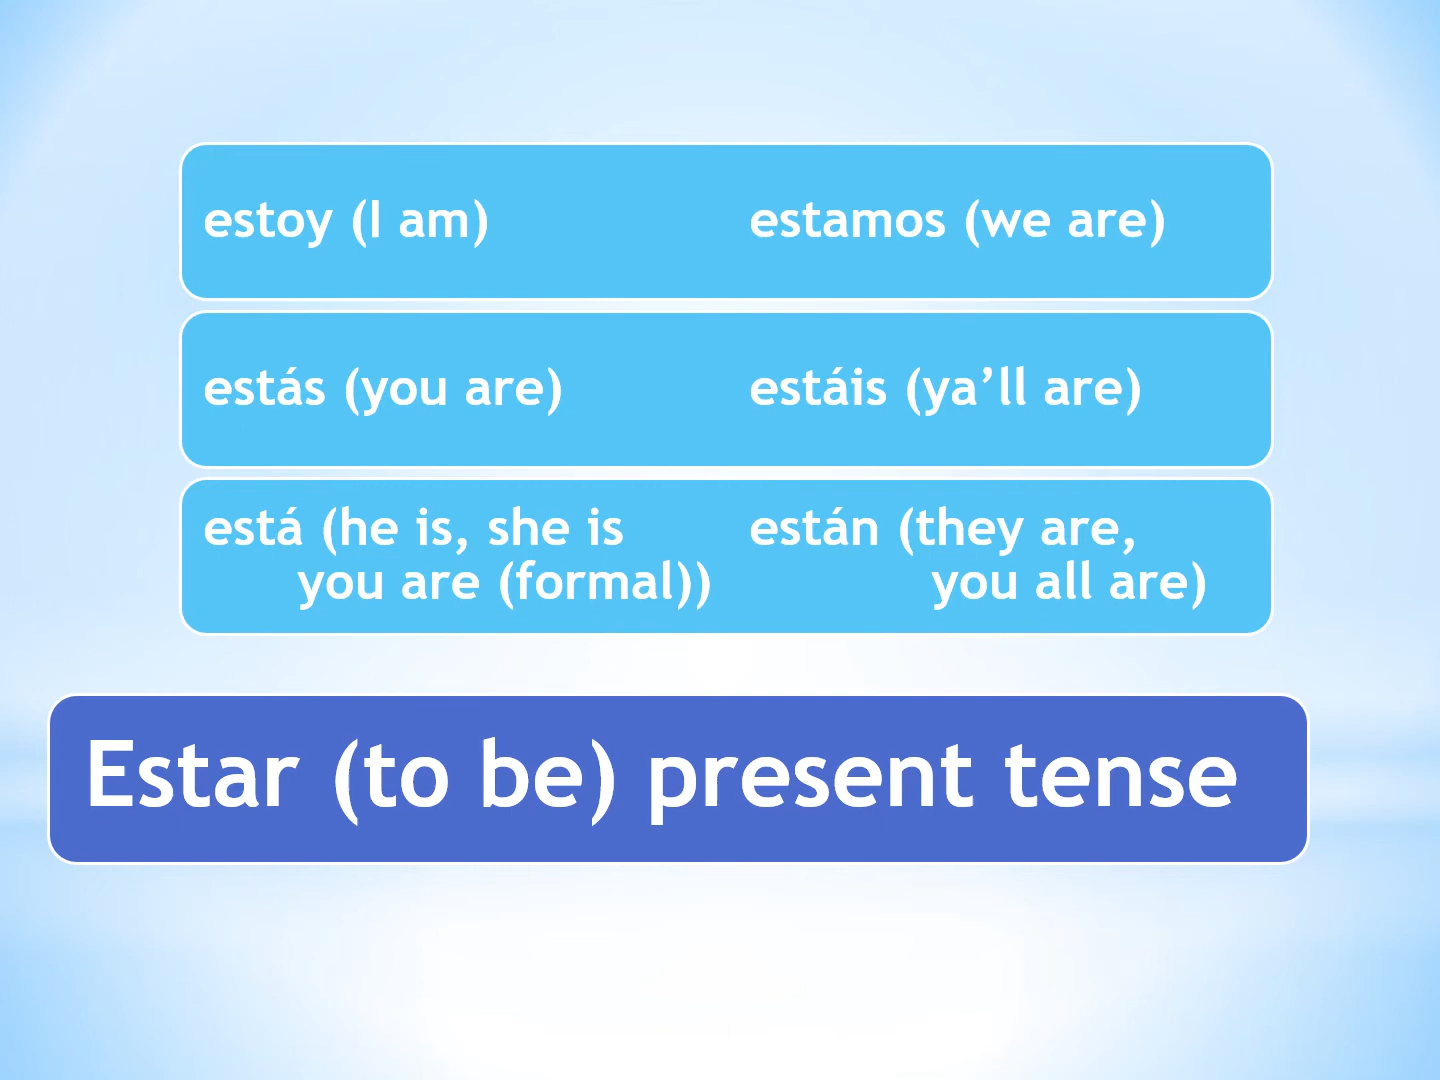 estoy (I am) estamos (we are)
estás (you are) estáis (ya’ll are)
está (he is, she is están (they are,
you are (formal)) you all are)
Estar (to be) present tense